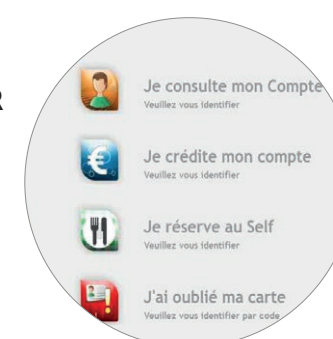 R
Je consulte mon Compte
Veuillez vous identifier
Je crédite mon compte
Veuillez vous identifier
Je réserve au Self
Veuillez vous identifier
J'ai oublié ma carte
Veuillez vous identifier par code